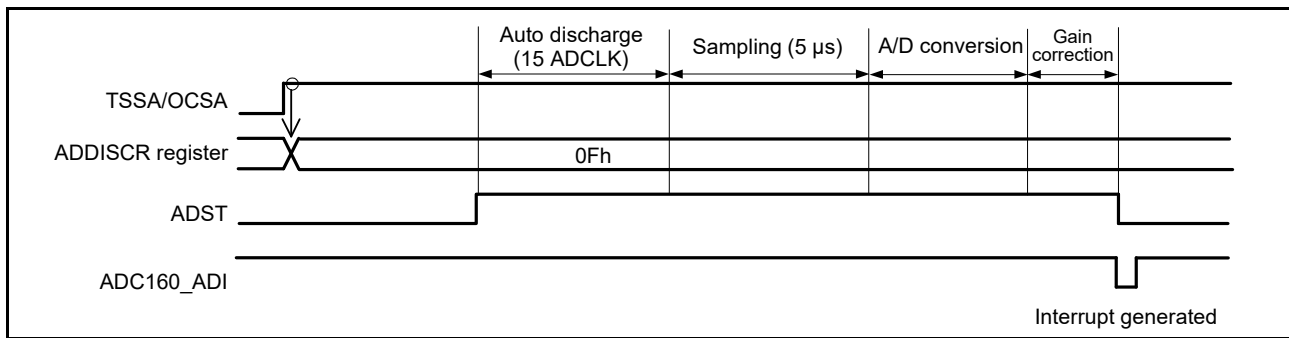 Auto discharge
(15 ADCLK)
Sampling (5 µs)
A/D conversion
Gain
correction
TSSA/OCSA
ADDISCR register
0Fh
ADST
ADC160_ADI
Interrupt generated